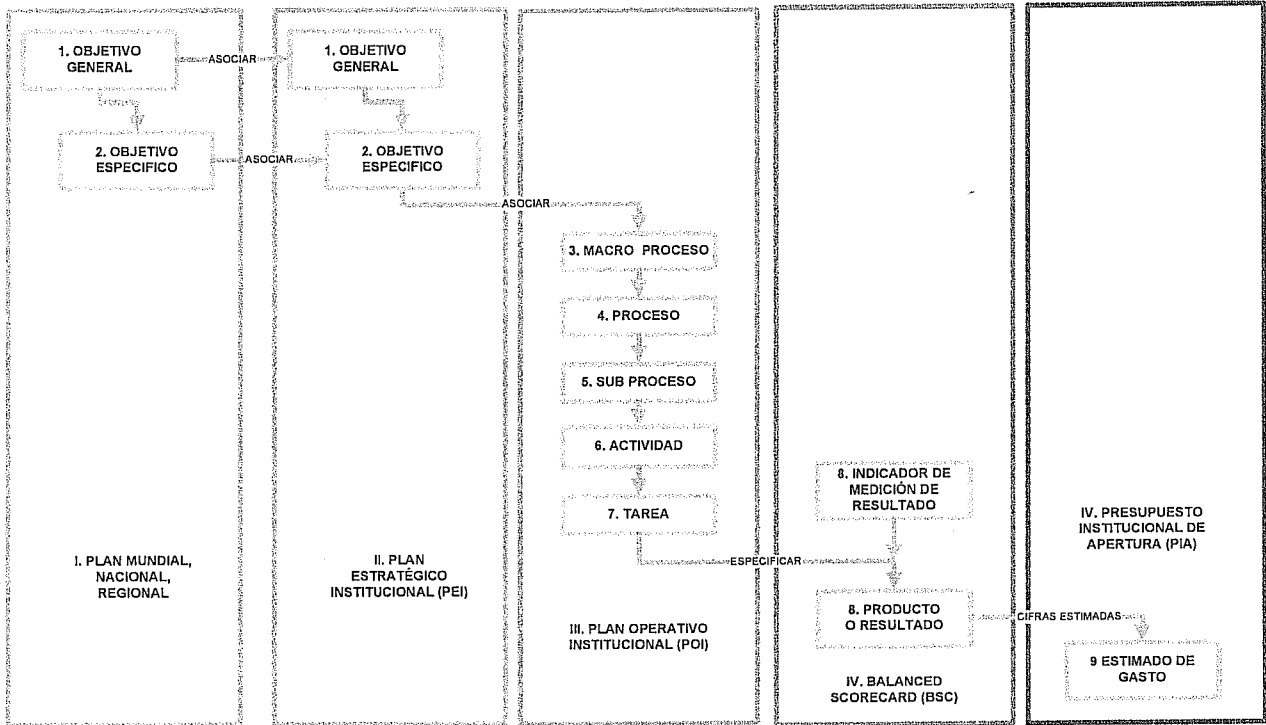 1. OBJETIVO
GENERAL
ASOCIAR
1. OBJETIVO
GENERAL
2. OBJETIVO
ESPECIFICO
ASOCIAR
2. OBJETIVO
ESPECIFICO
ASOCIAR
3. MACRO PROCESO
4. PROCESO
5. SUB PROCESO
6. ACTIVIDAD
7. TAREA
ESPECIFICAR
8. INDICADOR DE
MEDICIÓN DE
RESULTADO
8. PRODUCTO
O RESULTADO
CIFRAS ESTIMADAS
9 ESTIMADO DE
GASTO
I. PLAN MUNDIAL,
NACIONAL,
REGIONAL
II. PLAN
ESTRATÉGICO
INSTITUCIONAL (PEI)
III. PLAN OPERATIVO
INSTITUCIONAL (POI)
IV. BALANCED
SCORECARD (BSC)
IV. PRESUPUESTO
INSTITUCIONAL DE
APERTURA (PIA)